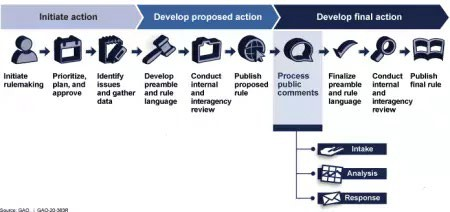 Initiate action
Develop proposed action
Develop final action
Initiate
rulemaking
Prioritize,
plan, and
approve
Identify
issues and
gather
data
Develop
preamble
and rule
language
Conduct
internal
and
interagency
review
Publish
proposed
rule
Process
public
comments
Finalize
preamble
and rule
language
Conduct
internal and
interagency
review
Publish
final rule
Intake
Analysis
Response
Source: GAO. | GAO-20-383R